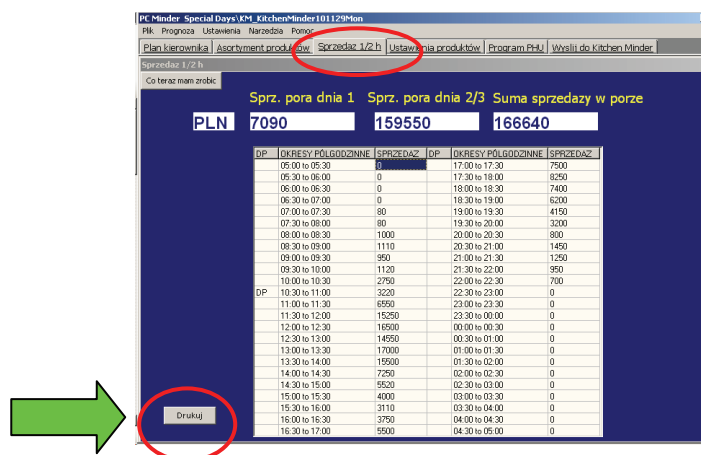 PC Minder Special Days\KM_KitchenMinder101129Mon
Plik Prognoza Ustawienia Narzedzia Pomoc
Plan kierownika Asortyment produktów Sprzedaz 1/2 h Ustawienia produktów Program PHU Wyslij do Kitchen Minder
Sprzedaz 1/2 h
Co teraz mam zrobic
Sprz. pora dnia 1 Sprz. pora dnia 2/3 Suma sprzedazy w porze
PLN 7090 159550 166640
DP OKRESY PÓLGODZINNE SPRZEDAZ DP OKRESY PÓLGODZINNE SPRZEDAZ
05:00 to 05:30 0 17:00 to 17:30 7500
05:30 to 06:00 0 17:30 to 18:00 8250
06:00 to 06:30 0 18:00 to 18:30 7400
06:30 to 07:00 0 18:30 to 19:00 6200
07:00 to 07:30 80 19:00 to 19:30 4150
07:30 to 08:00 80 19:30 to 20:00 3200
08:00 to 08:30 1000 20:00 to 20:30 800
08:30 to 09:00 1110 20:30 to 21:00 1450
09:00 to 09:30 950 21:00 to 21:30 1250
09:30 to 10:00 1120 21:30 to 22:00 950
10:00 to 10:30 2750 22:00 to 22:30 700
DP 10:30 to 11:00 3220 22:30 to 23:00 0
11:00 to 11:30 6550 23:00 to 23:30 0
11:30 to 12:00 15250 23:30 to 00:00 0
12:00 to 12:30 16500 00:00 to 00:30 0
12:30 to 13:00 14550 00:30 to 01:00 0
13:00 to 13:30 17000 01:00 to 01:30 0
13:30 to 14:00 15500 01:30 to 02:00 0
14:00 to 14:30 7250 02:00 to 02:30 0
14:30 to 15:00 5520 02:30 to 03:00 0
15:00 to 15:30 4000 03:00 to 03:30 0
15:30 to 16:00 3110 03:30 to 04:00 0
16:00 to 16:30 3750 04:00 to 04:30 0
16:30 to 17:00 5500 04:30 to 05:00 0
Drukuj